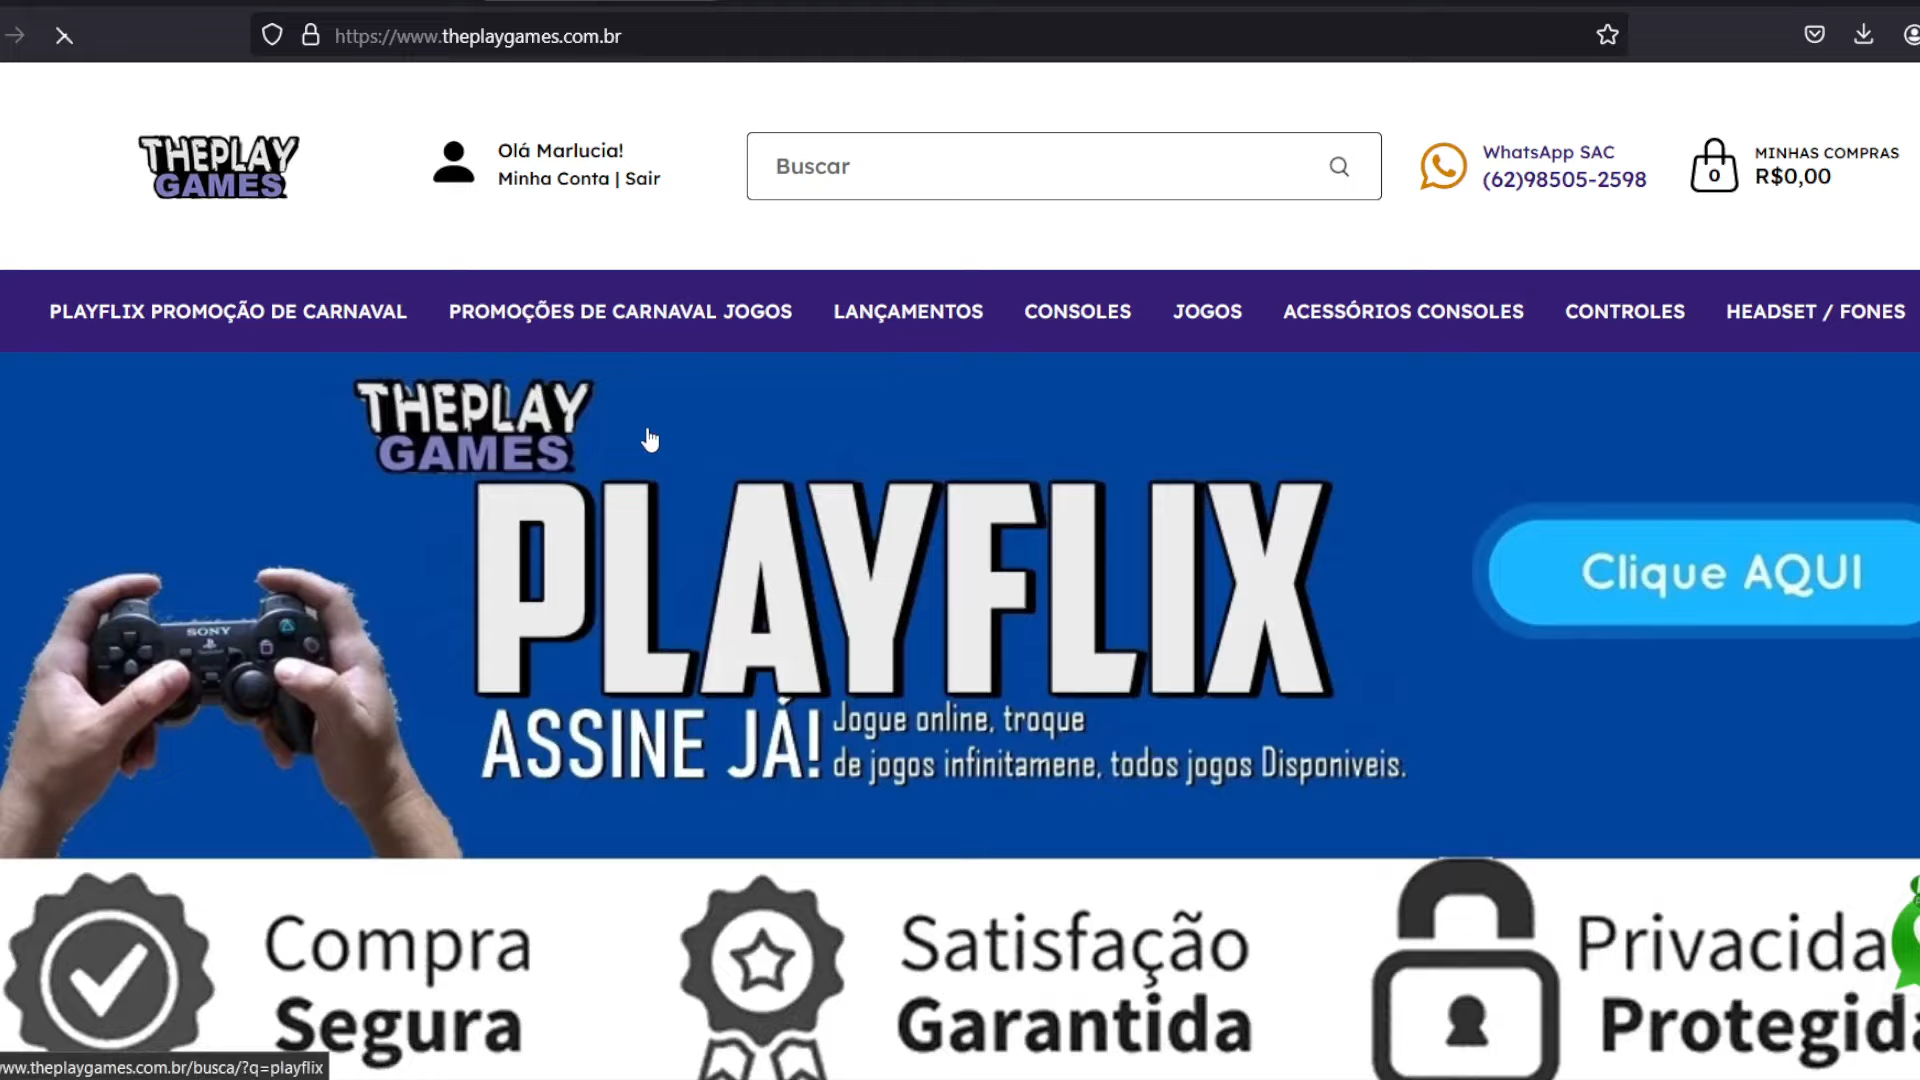 https://www.theplaygames.com.br
THEPLAY
GAMES
Olá Marlucia!
Minha Conta | Sair
Buscar
WhatsApp SAC
(62)98505-2598
0
MINHAS COMPRAS
R$0,00
PLAYFLIX PROMOÇÃO DE CARNAVAL PROMOÇÕES DE CARNAVAL JOGOS LANÇAMENTOS CONSOLES JOGOS ACESSÓRIOS CONSOLES CONTROLES HEADSET / FONES
THEPLAY
GAMES
PLAYFLIX
Clique AQUI
SONY
ASSINE JÁ!
Jogue online, troque
de jogos infinitamene, todos jogos Disponiveis.
Compra
Segura
Satisfação
Garantida
Privacida
Protegida
www.theplaygames.com.br/busca/?q=playflix